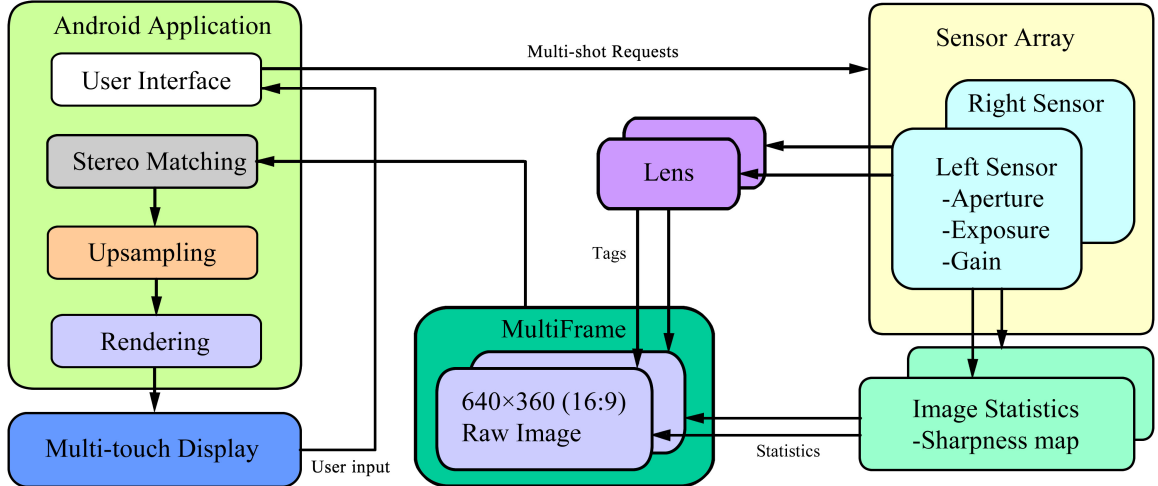 Android Application
User Interface
Stereo Matching
Upsampling
Rendering
Multi-touch Display
User input
Multi-shot Requests
Lens
Tags
MultiFrame
640×360 (16:9)
Raw Image
Statistics
Sensor Array
Right Sensor
Left Sensor
-Aperture
-Exposure
-Gain
Image Statistics
-Sharpness map